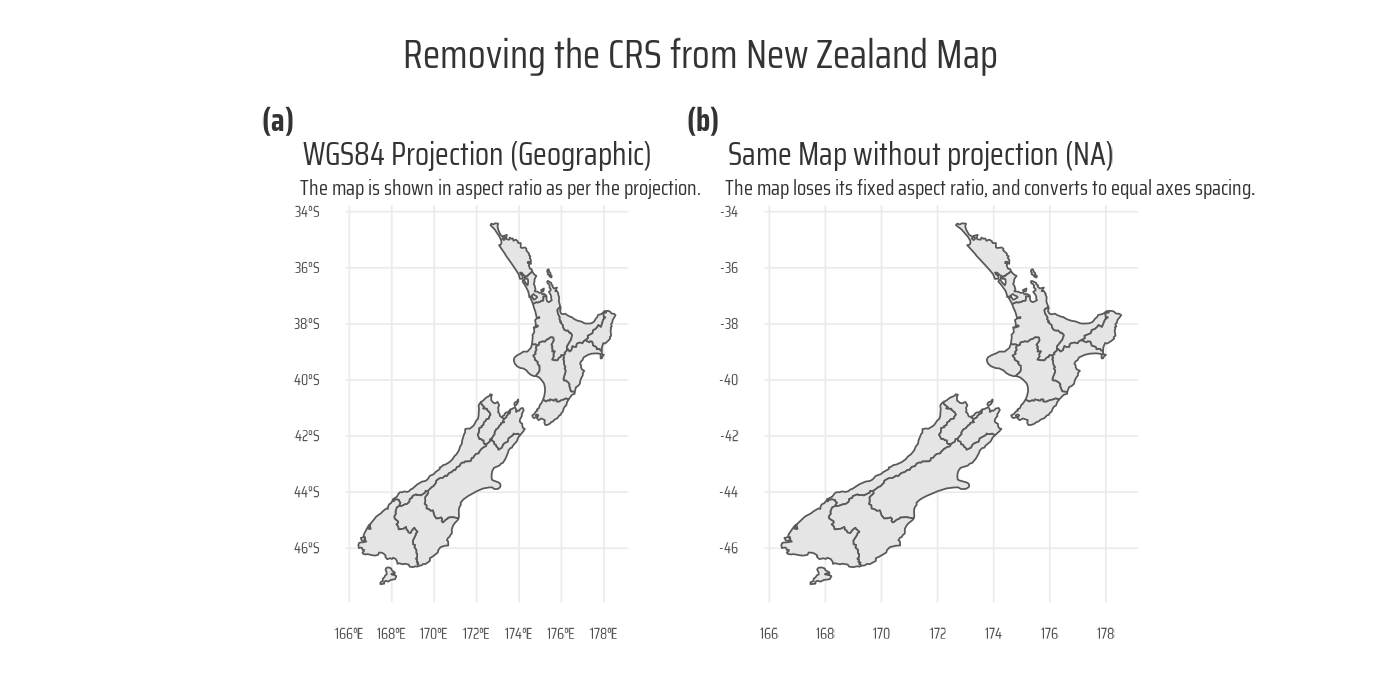 Removing the CRS from New Zealand Map
(a)
WGS84 Projection (Geographic)
The map is shown in aspect ratio as per the projection.
34°S
36°S
38°S
40°S
42°S
44°S
46°S
166°E 168°E 170°E 172°E 174°E 176°E 178°E
(b)
Same Map without projection (NA)
The map loses its fixed aspect ratio, and converts to equal axes spacing.
-34
-36
-38
-40
-42
-44
-46
166 168 170 172 174 176 178